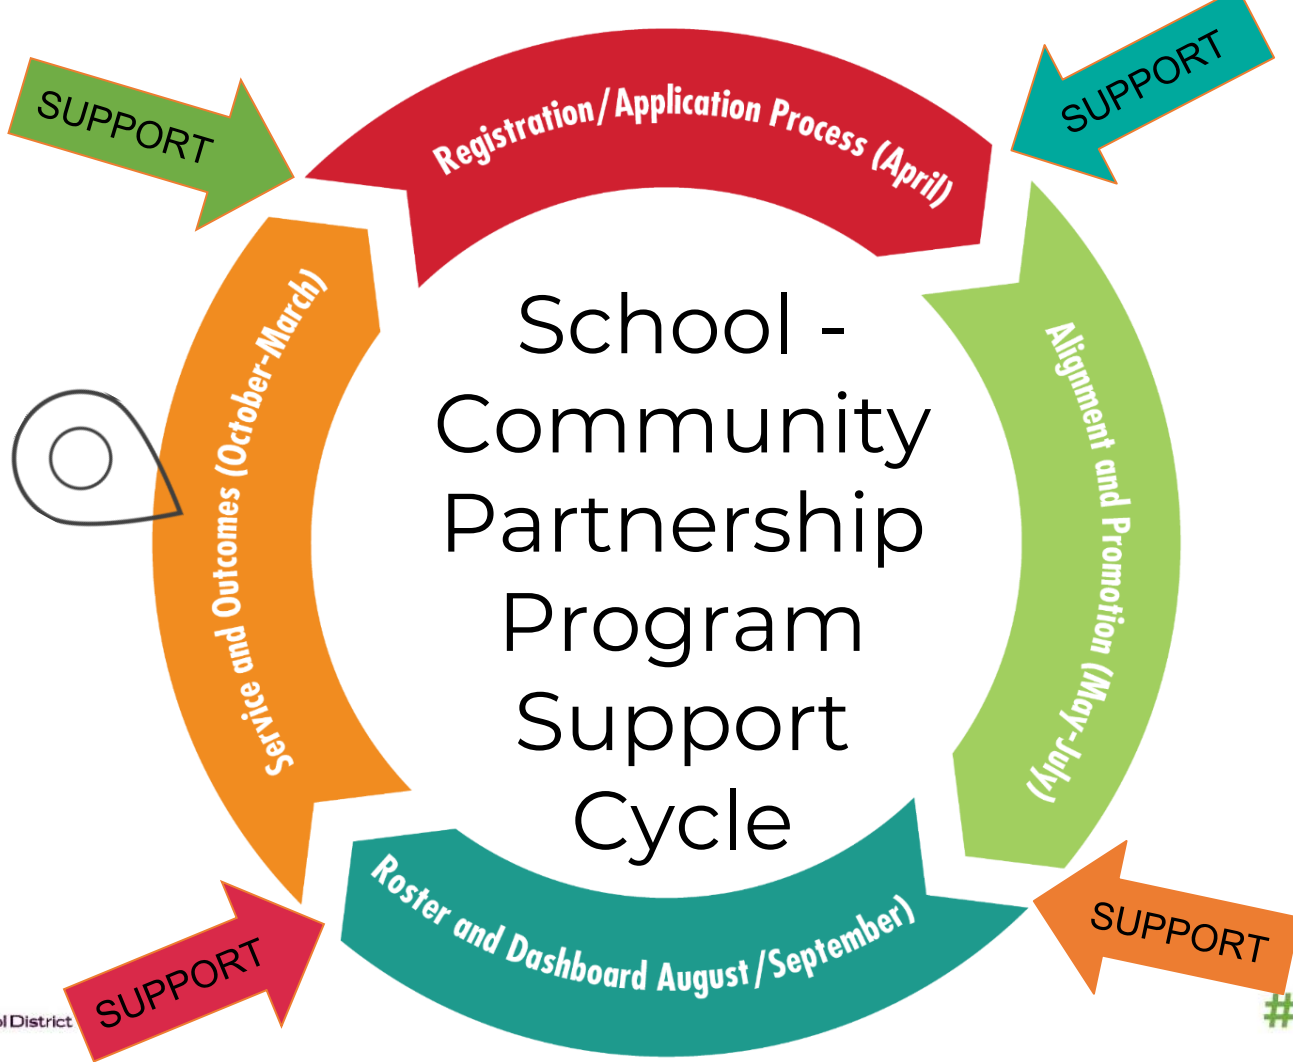 SUPPORT
SUPPORT
Registration/Application Process (April)
School -
Community
Partnership
Program
Support
Cycle
Alignment and Promotion (May-July)
Service and Outcomes (October-March)
Roster and Dashboard August/September)
SUPPORT
SUPPORT
District
#